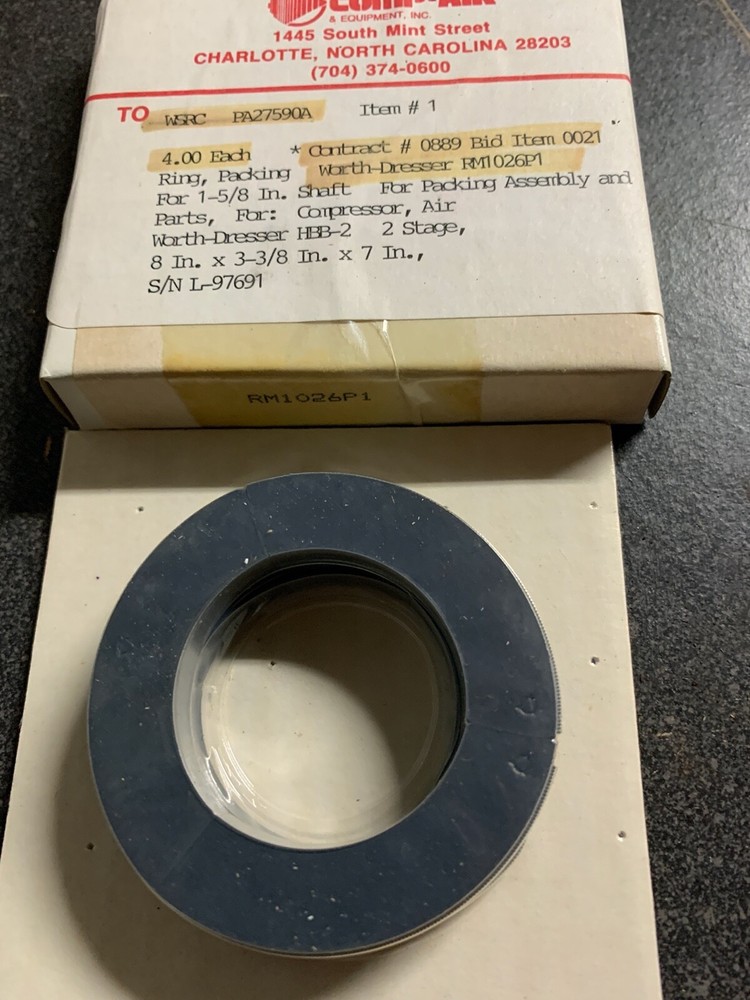 & EQUIPMENT, INC.
1445 South Mint Street
CHARLOTTE, NORTH CAROLINA 28203
(704) 374-0600
TO WSRC PA27590A Item # 1
4.00 Each * Contract # 0889 Bid Item 0021
Ring, Packing Worth-Dresser RM1026P1
For 1-5/8 In. Shaft For Packing Assembly and
Parts, For: Compressor, Air
Worth-Dresser HBB-2 2 Stage,
8 In. x 3-3/8 In. x 7 In.,
S/N L-97691
RM1026P1